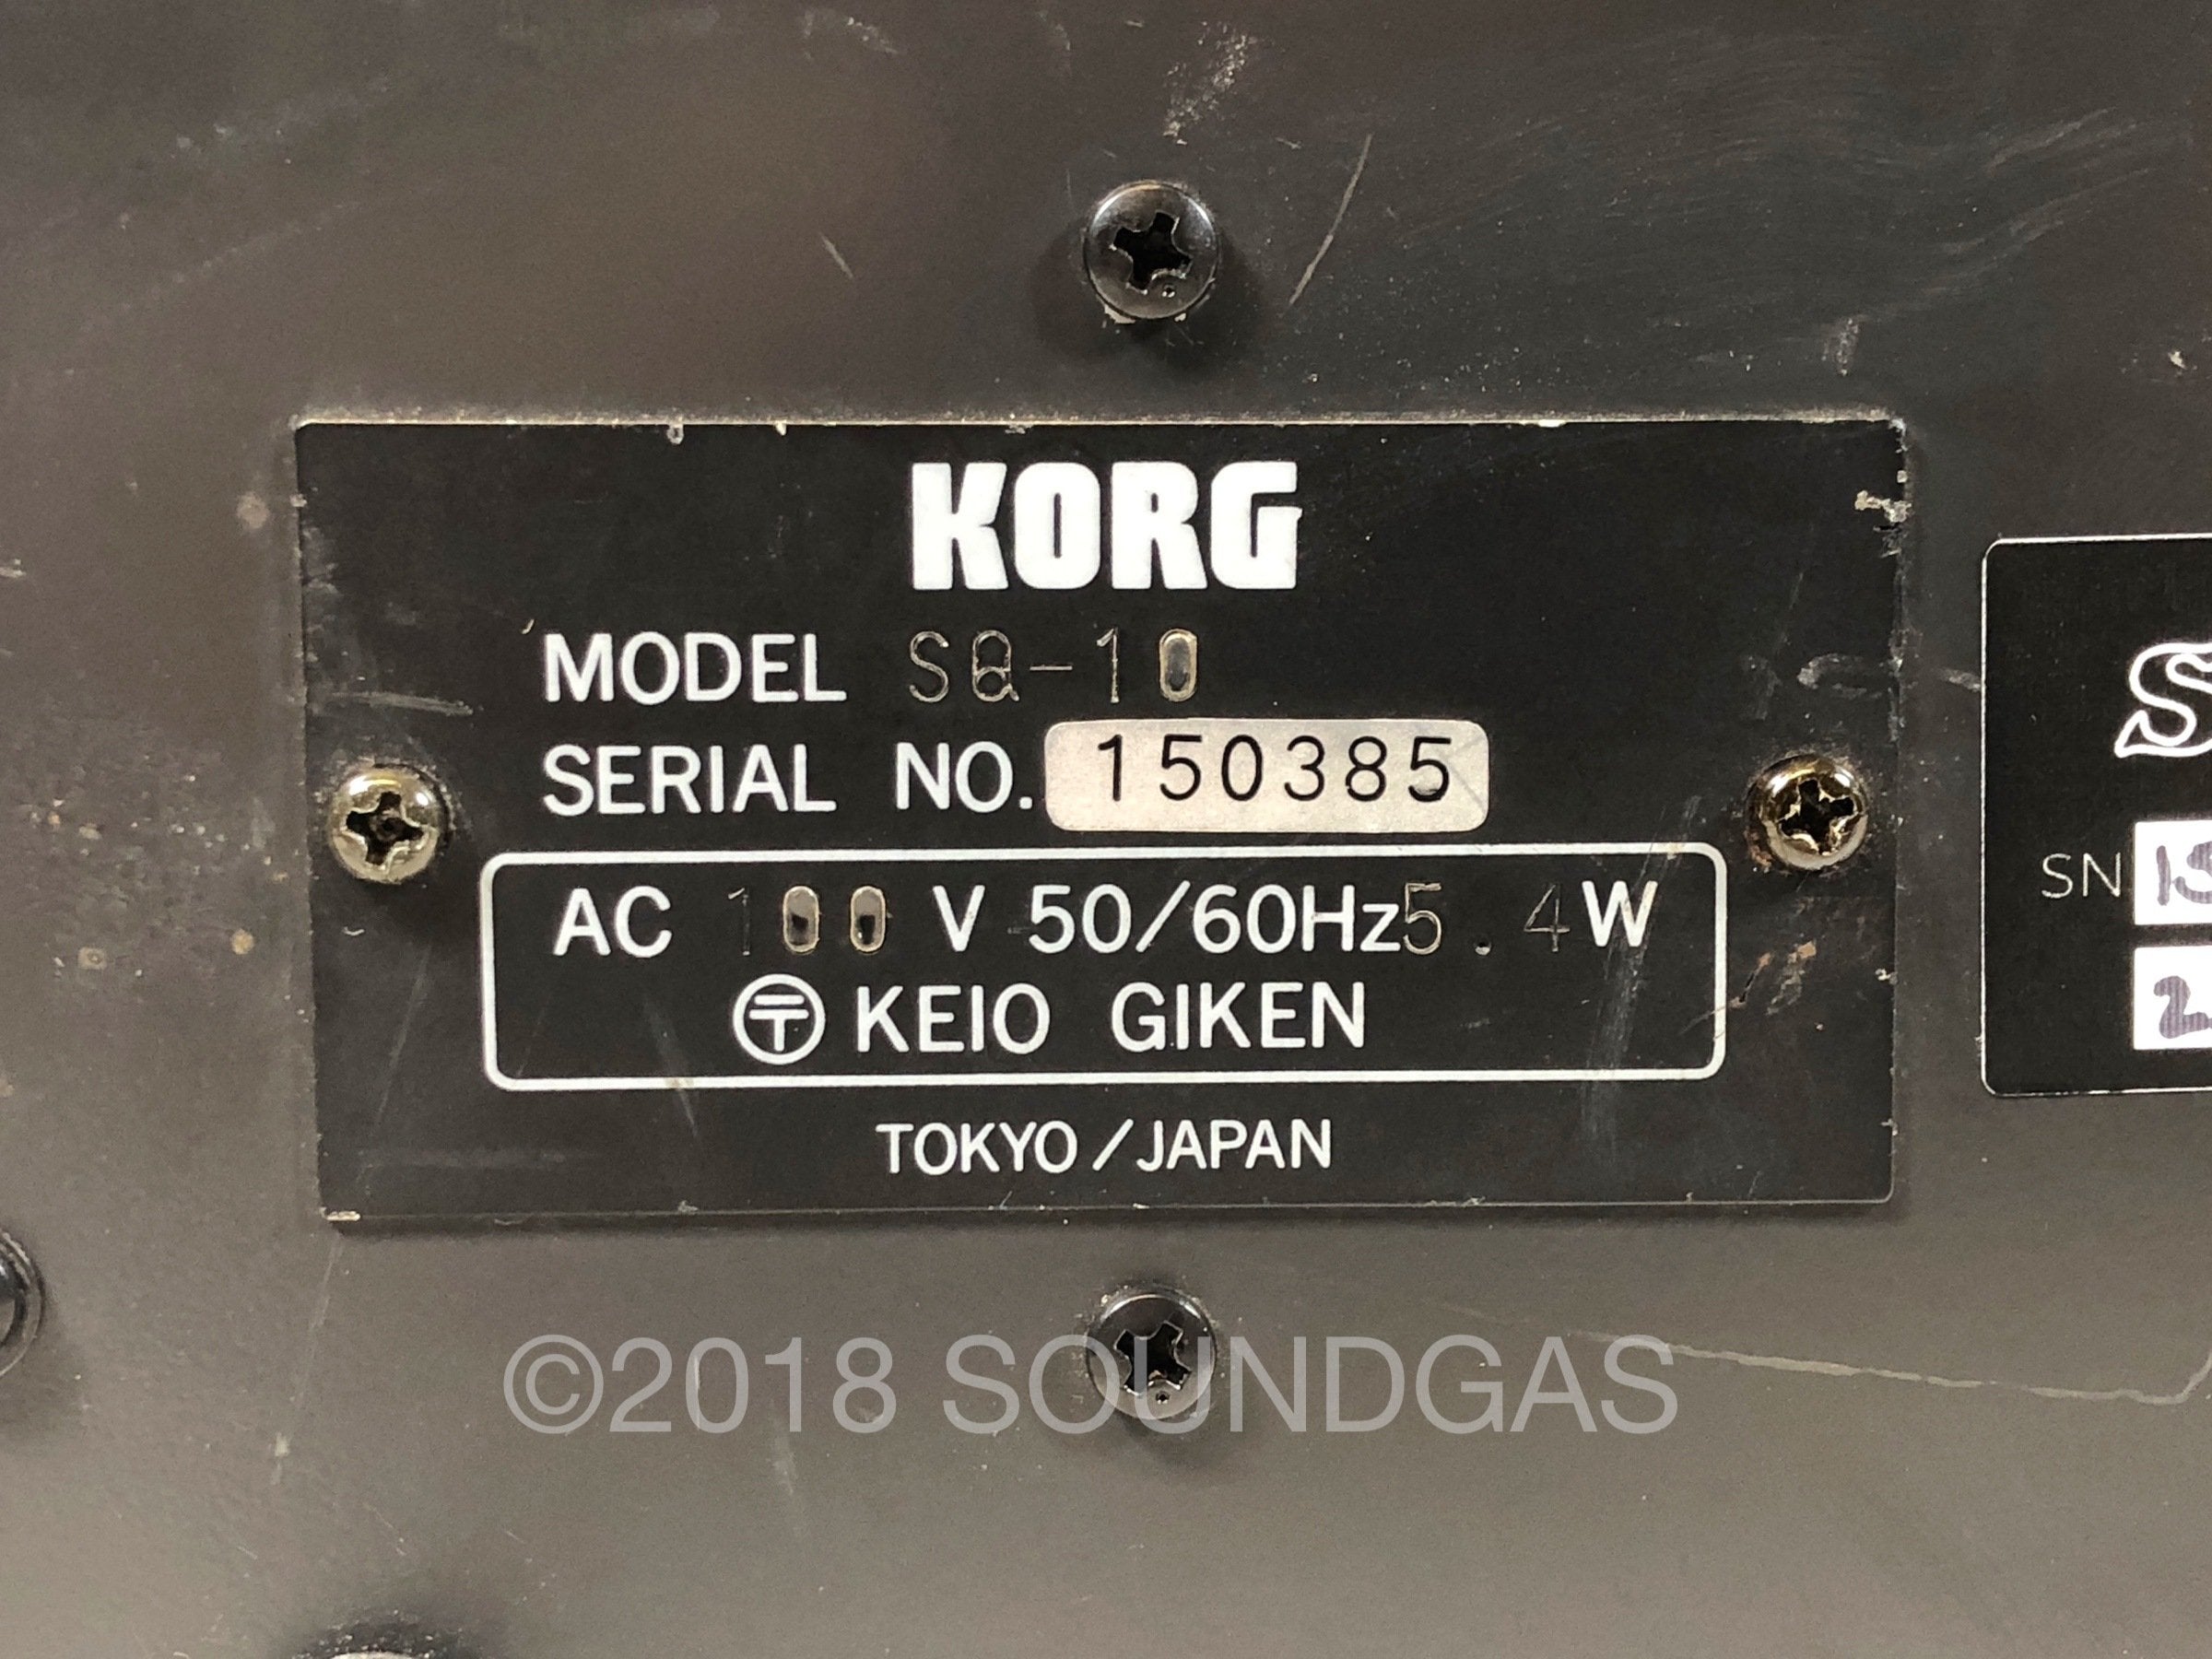 KORG
MODEL SQ-10
SERIAL NO. 150385
AC 100 V 50/60Hz 5.4W
〶 KEIO GIKEN
TOKYO/JAPAN
SN
©2018 SOUNDGAS